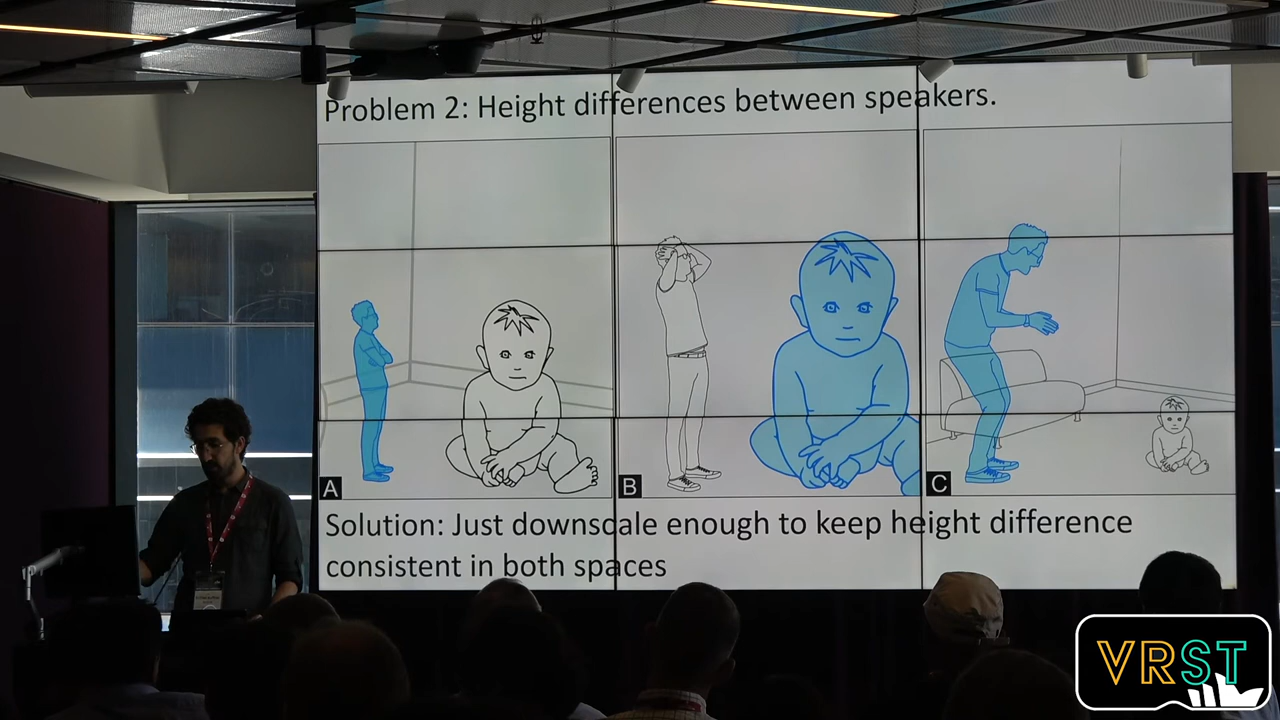 Problem 2: Height differences between speakers.
A
B
C
Solution: Just downscale enough to keep height difference
consistent in both spaces
VRST